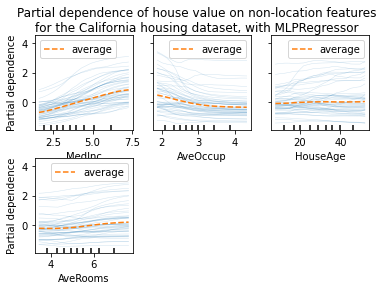 Partial dependence of house value on non-location features
for the California housing dataset, with MLPRegressor
Partial dependence
4
2
0
average
2.5
5.0
7.5
MedInc
average
2
3
4
AveOccup
average
20
40
HouseAge
Partial dependence
4
2
0
average
4
6
AveRooms